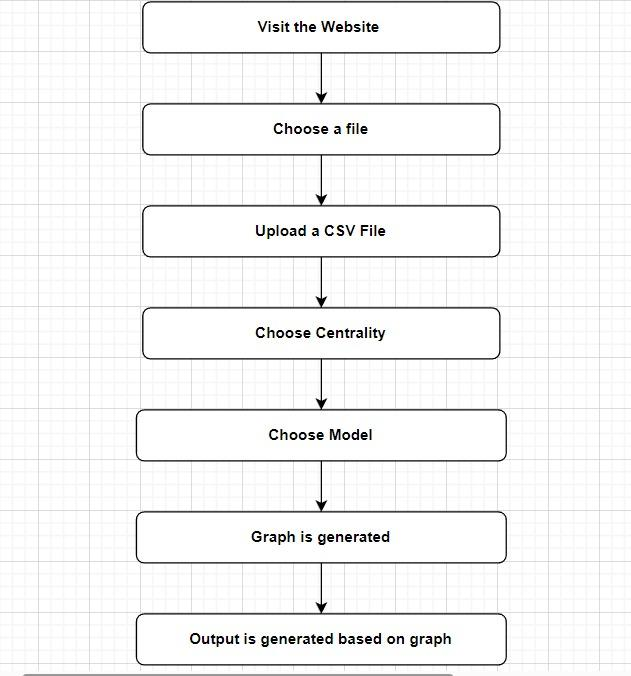 Visit the Website
Choose a file
Upload a CSV File
Choose Centrality
Choose Model
Graph is generated
Output is generated based on graph